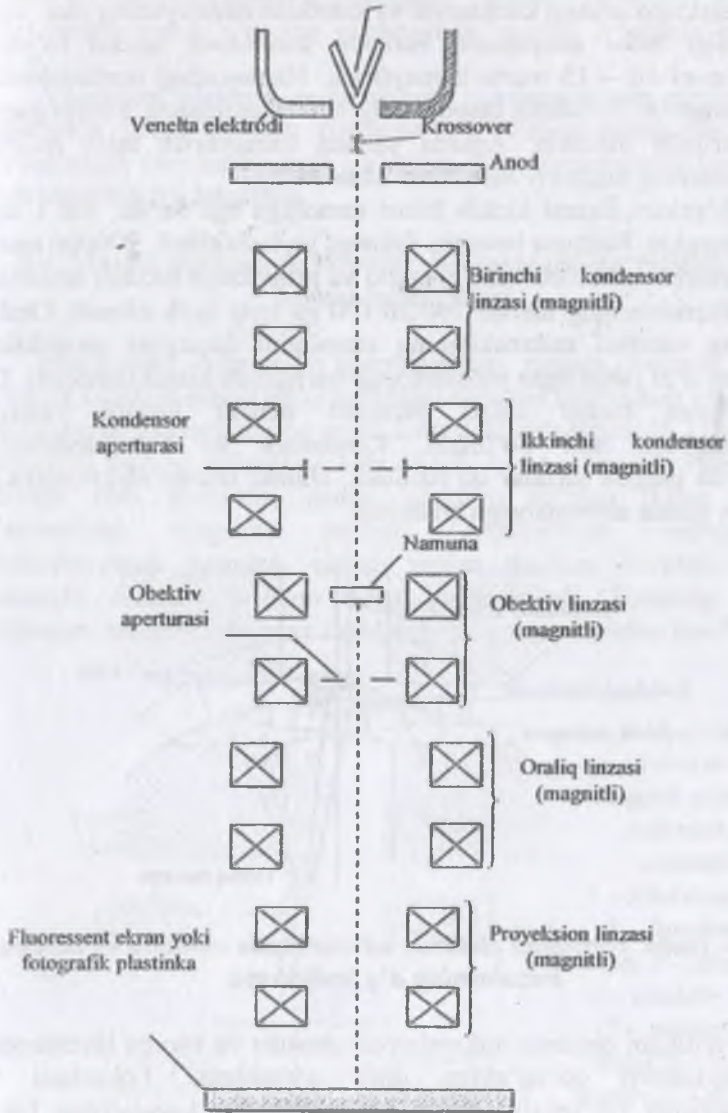 Venelta elektrodi
Krossover
Anod
Birinchi kondensor
linzasi (magnitli)
Kondensor
aperturasi
Ikkinchi kondensor
linzasi (magnitli)
Namuna
Obektiv
aperturasi
Obektiv linzasi
(magnitli)
Oraliq linzasi
(magnitli)
Fluoressent ekran yoki
fotografik plastinka
Proyeksion linzasi
(magnitli)